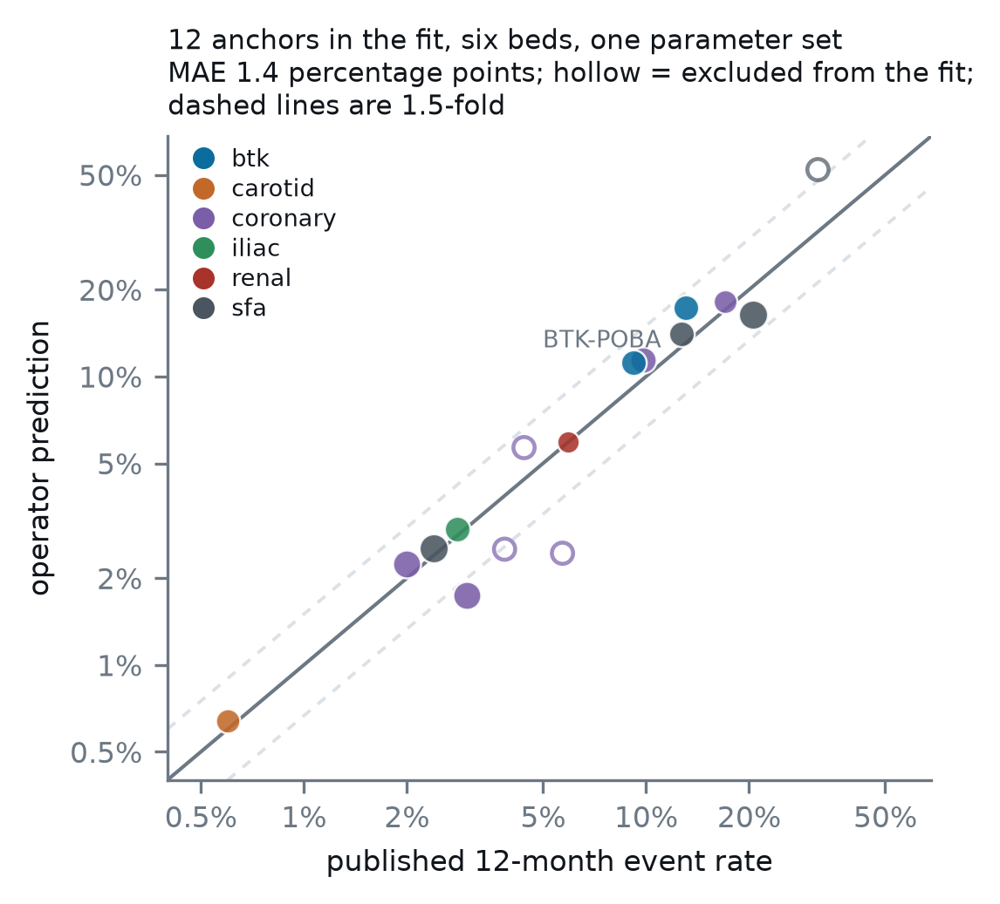 12 anchors in the fit, six beds, one parameter set
MAE 1.4 percentage points; hollow = excluded from the fit;
dashed lines are 1.5-fold
btk
carotid
coronary
iliac
renal
sfa
BTK-POBA
50%
20%
10%
5%
2%
1%
0.5%
operator prediction
0.5%
1%
2%
5%
10%
20%
50%
published 12-month event rate